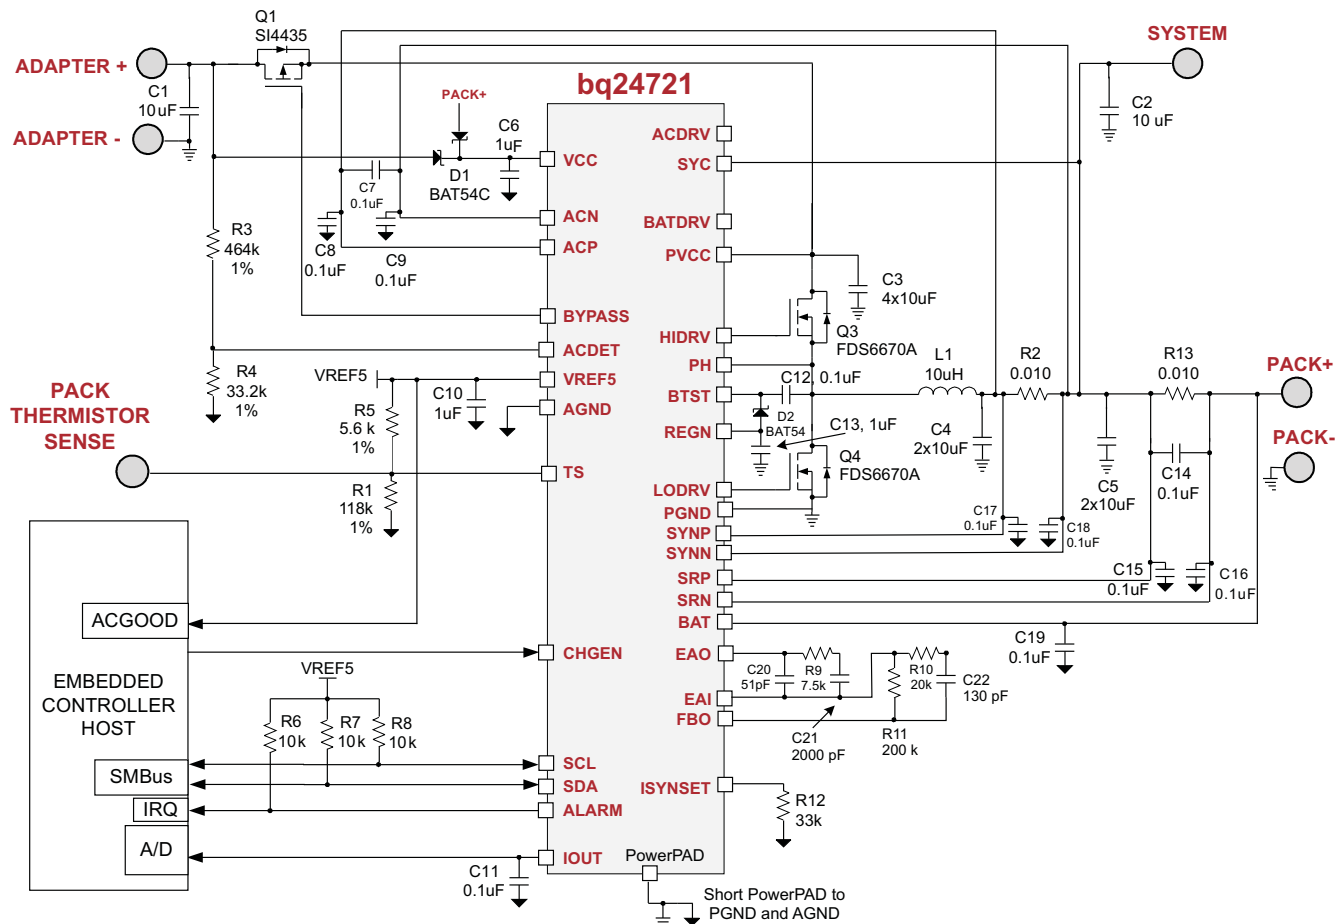 Q1
SI4435
ADAPTER +
C1
10uF
ADAPTER -
bq24721
PACK+
C6
1uF
D1
BAT54C
C7
0.1uF
C8
0.1uF
C9
0.1uF
R3
464k
1%
R4
33.2k
1%
PACK
THERMISTOR
SENSE
VREF5
R5
5.6 k
1%
C10
1uF
R1
118k
1%
VCC
ACN
ACP
BYPASS
ACDET
VREF5
AGND
TS
CHGEN
SCL
SDA
ALARM
IOUT
ACDRV
SYC
BATDRV
PVCC
HIDRV
PH
BTST
REGN
LODRV
PGND
SYNP
SYNN
SRP
SRN
BAT
EAO
EAI
FBO
ISYNSET
PowerPAD
SYSTEM
C2
10 uF
C3
4x10uF
Q3
FDS6670A
C12
0.1uF
D2
BAT54
C13, 1uF
Q4
FDS6670A
L1
10uH
R2
0.010
R13
0.010
PACK+
PACK-
C4
2x10uF
C5
2x10uF
C14
0.1uF
C17
0.1uF
C18
0.1uF
C15
0.1uF
C16
0.1uF
C19
0.1uF
C20
51pF
R9
7.5k
R10
20k
C22
130 pF
C21
2000 pF
R11
200 k
R12
33k
ACGOOD
EMBEDDED
CONTROLLER
HOST
VREF5
R6
10k
R7
10k
R8
10k
SMBus
IRQ
A/D
C11
0.1uF
Short PowerPAD to
PGND and AGND